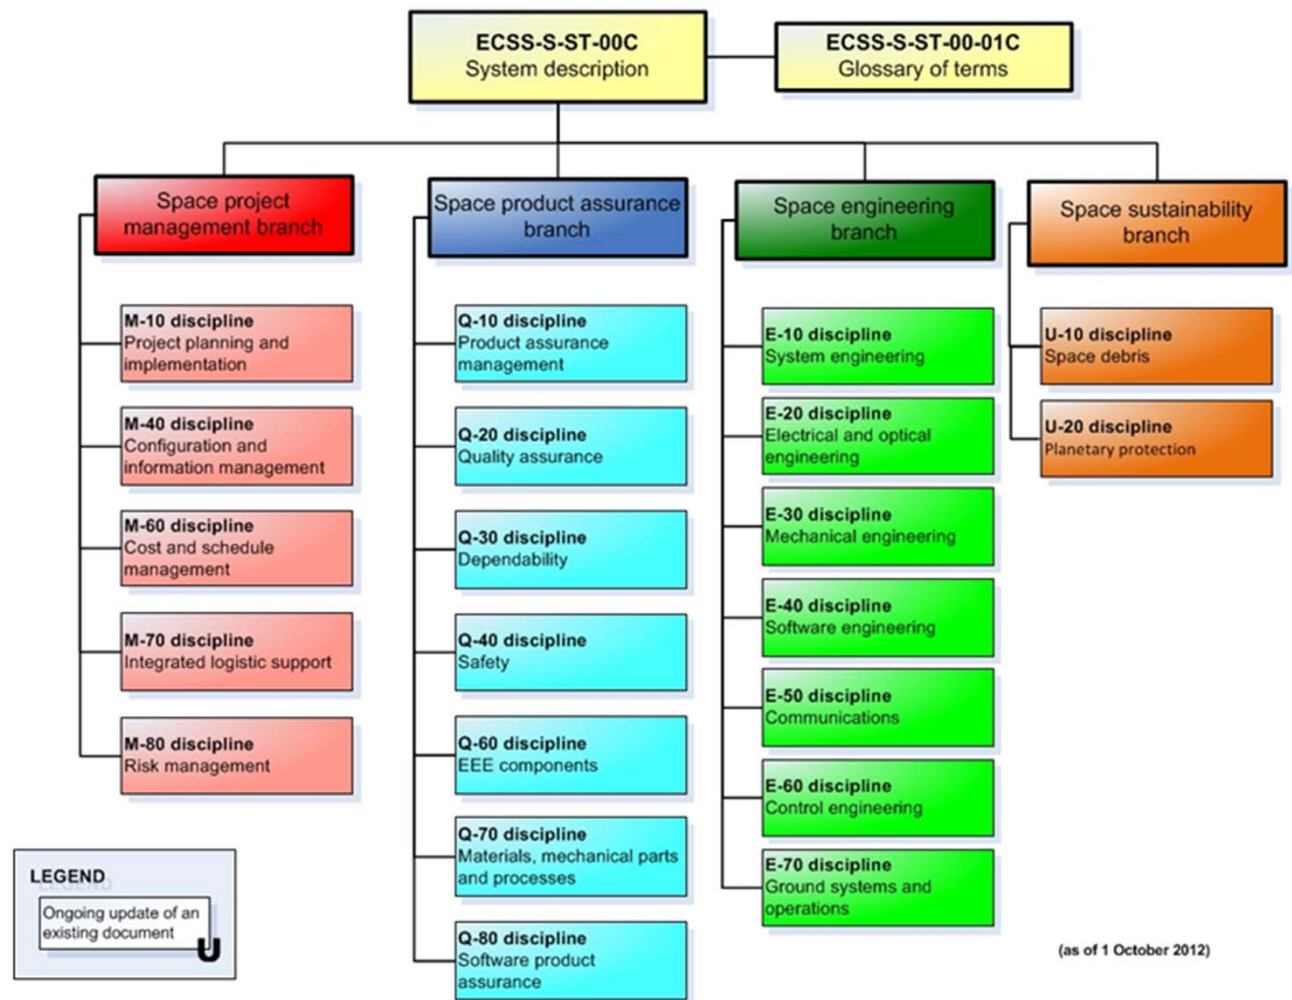 ECSS-S-ST-00C
System description
ECSS-S-ST-00-01C
Glossary of terms
Space project
management branch
M-10 discipline
Project planning and
implementation
M-40 discipline
Configuration and
information management
M-60 discipline
Cost and schedule
management
M-70 discipline
Integrated logistic support
M-80 discipline
Risk management
Space product assurance
branch
Q-10 discipline
Product assurance
management
Q-20 discipline
Quality assurance
Q-30 discipline
Dependability
Q-40 discipline
Safety
Q-60 discipline
EEE components
Q-70 discipline
Materials, mechanical parts
and processes
Q-80 discipline
Software product
assurance
Space engineering
branch
E-10 discipline
System engineering
E-20 discipline
Electrical and optical
engineering
E-30 discipline
Mechanical engineering
E-40 discipline
Software engineering
E-50 discipline
Communications
E-60 discipline
Control engineering
E-70 discipline
Ground systems and
operations
Space sustainability
branch
U-10 discipline
Space debris
U-20 discipline
Planetary protection
LEGEND
Ongoing update of an
existing document
U
(as of 1 October 2012)